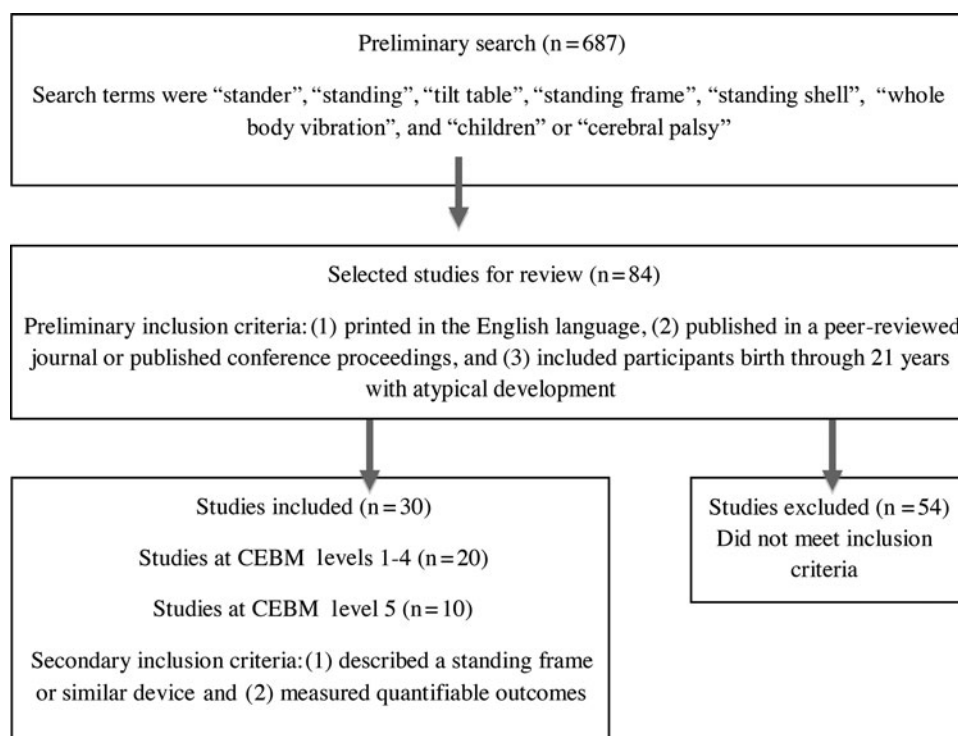 Preliminary search (n=687)
Search terms were “stander”, “standing”, “tilt table”, “standing frame”, “standing shell”, “whole
body vibration”, and “children” or “cerebral palsy”
Selected studies for review (n=84)
Preliminary inclusion criteria: (1) printed in the English language, (2) published in a peer-reviewed
journal or published conference proceedings, and (3) included participants birth through 21 years
with atypical development
Studies included (n=30)
Studies at CEBM levels 1-4 (n=20)
Studies at CEBM level 5 (n=10)
Secondary inclusion criteria: (1) described a standing frame
or similar device and (2) measured quantifiable outcomes
Studies excluded (n=54)
Did not meet inclusion
criteria